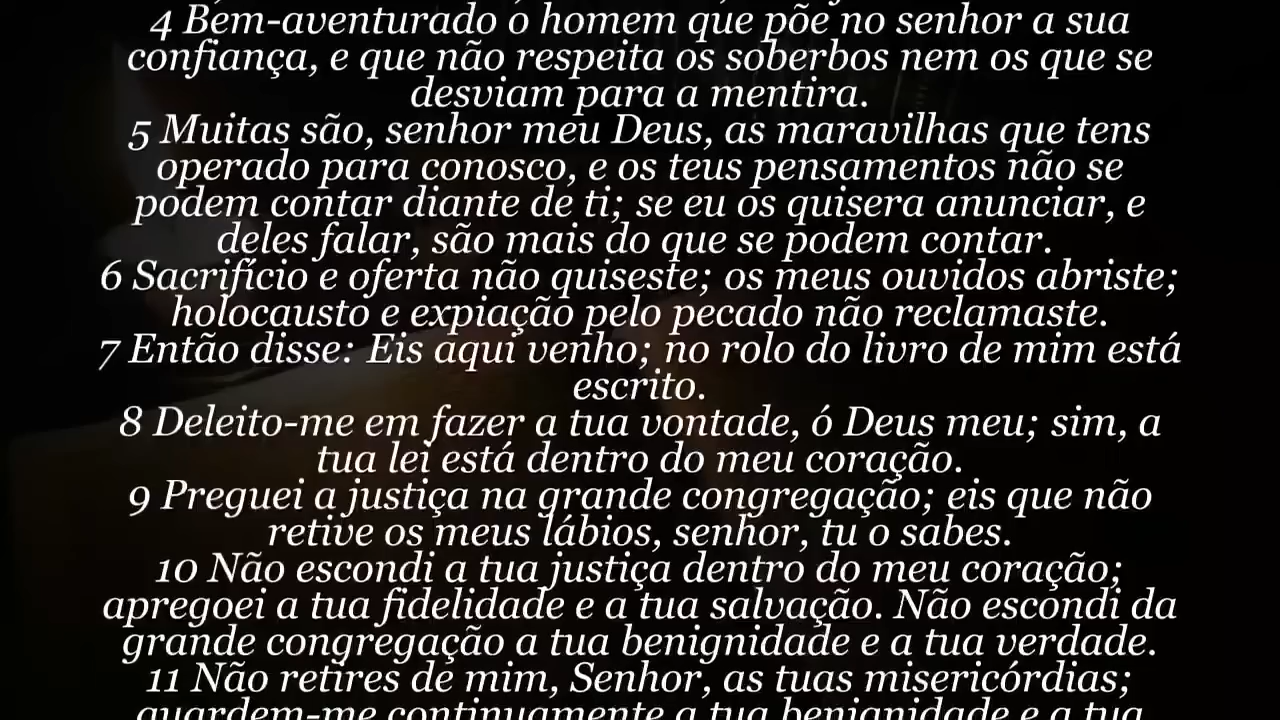 4 Bem-aventurado o homem que põe no senhor a sua
confiança, e que não respeita os soberbos nem os que se
desviam para a mentira.
5 Muitas são, senhor meu Deus, as maravilhas que tens
operado para conosco, e os teus pensamentos não se
podem contar diante de ti; se eu os quisera anunciar, e
deles falar, são mais do que se podem contar.
6 Sacrifício e oferta não quiseste; os meus ouvidos abriste;
holocausto e expiação pelo pecado não reclamaste.
7 Então disse: Eis aqui venho; no rolo do livro de mim está
escrito.
8 Deleito-me em fazer a tua vontade, ó Deus meu; sim, a
tua lei está dentro do meu coração.
9 Preguei a justiça na grande congregação; eis que não
retive os meus lábios, senhor, tu o sabes.
10 Não escondi a tua justiça dentro do meu coração;
apregoei a tua fidelidade e a tua salvação. Não escondi da
grande congregação a tua benignidade e a tua verdade.
11 Não retires de mim, Senhor, as tuas misericórdias;
guardem-me continuamente a tua benignidade e a tua